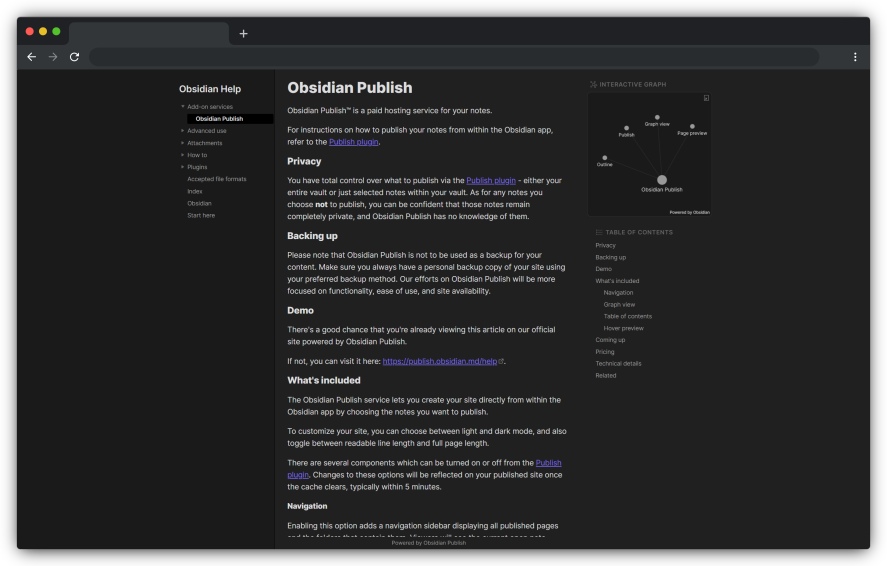 Obsidian Help
Add-on services
Obsidian Publish
Advanced use
Attachments
How to
Plugins
Accepted file formats
Index
Obsidian
Start here
Obsidian Publish
Obsidian Publish™ is a paid hosting service for your notes.
For instructions on how to publish your notes from within the Obsidian app,
refer to the Publish plugin.
Privacy
You have total control over what to publish via the Publish plugin - either your
entire vault or just selected notes within your vault. As for any notes you
choose not to publish, you can be confident that those notes remain
completely private, and Obsidian Publish has no knowledge of them.
Backing up
Please note that Obsidian Publish is not to be used as a backup for your
content. Make sure you always have a personal backup copy of your site using
your preferred backup method. Our efforts on Obsidian Publish will be more
focused on functionality, ease of use, and site availability.
Demo
There's a good chance that you're already viewing this article on our official
site powered by Obsidian Publish.
If not, you can visit it here: https://publish.obsidian.md/help.
What's included
The Obsidian Publish service lets you create your site directly from within the
Obsidian app by choosing the notes you want to publish.
To customize your site, you can choose between light and dark mode, and also
toggle between readable line length and full page length.
There are several components which can be turned on or off from the Publish
plugin. Changes to these options will be reflected on your published site once
the cache clears, typically within 5 minutes.
Navigation
Enabling this option adds a navigation sidebar displaying all published pages
and the folders that contain them. Viewers will see the current open note
Powered by Obsidian Publish
INTERACTIVE GRAPH
Graph view
Publish
Page preview
Outline
Obsidian Publish
Powered by Obsidian
TABLE OF CONTENTS
Privacy
Backing up
Demo
What's included
Navigation
Graph view
Table of contents
Hover preview
Coming up
Pricing
Technical details
Related